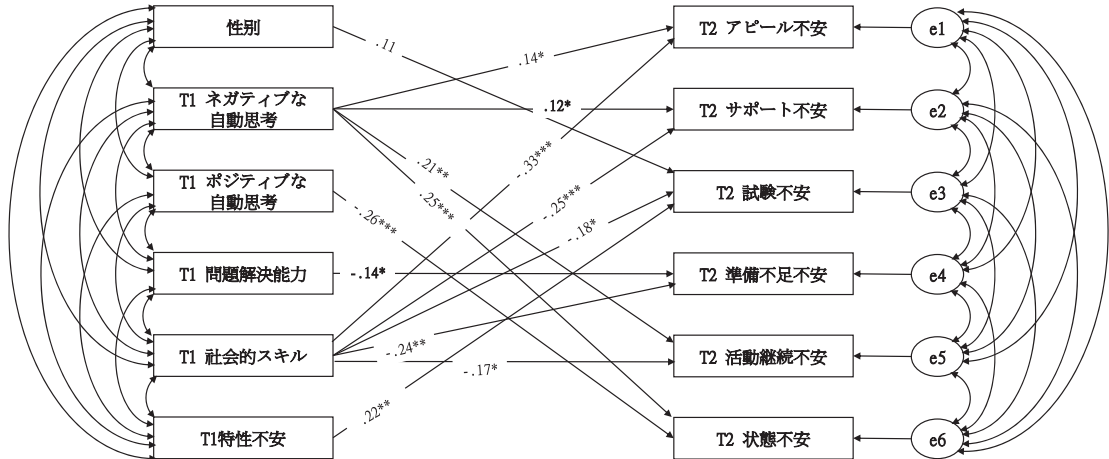 性別
T1 ネガティブな
自動思考
T1 ポジティブな
自動思考
T1 問題解決能力
T1 社会的スキル
T1特性不安
.11
.14*
.12*
-.33***
.21**
.25***
-.25***
-.26***
-.18*
-.14*
-.24**
-.17*
.22**
T2 アピール不安
T2 サポート不安
T2 試験不安
T2 準備不足不安
T2 活動継続不安
T2 状態不安
e1
e2
e3
e4
e5
e6